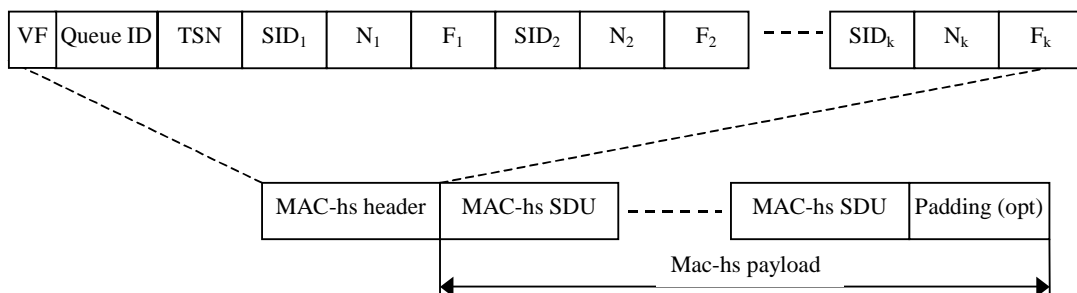 VF Queue ID TSN SID₁ N₁ F₁ SID₂ N₂ F₂ SIDₖ Nₖ Fₖ
MAC-hs header MAC-hs SDU MAC-hs SDU Padding (opt)
Mac-hs payload